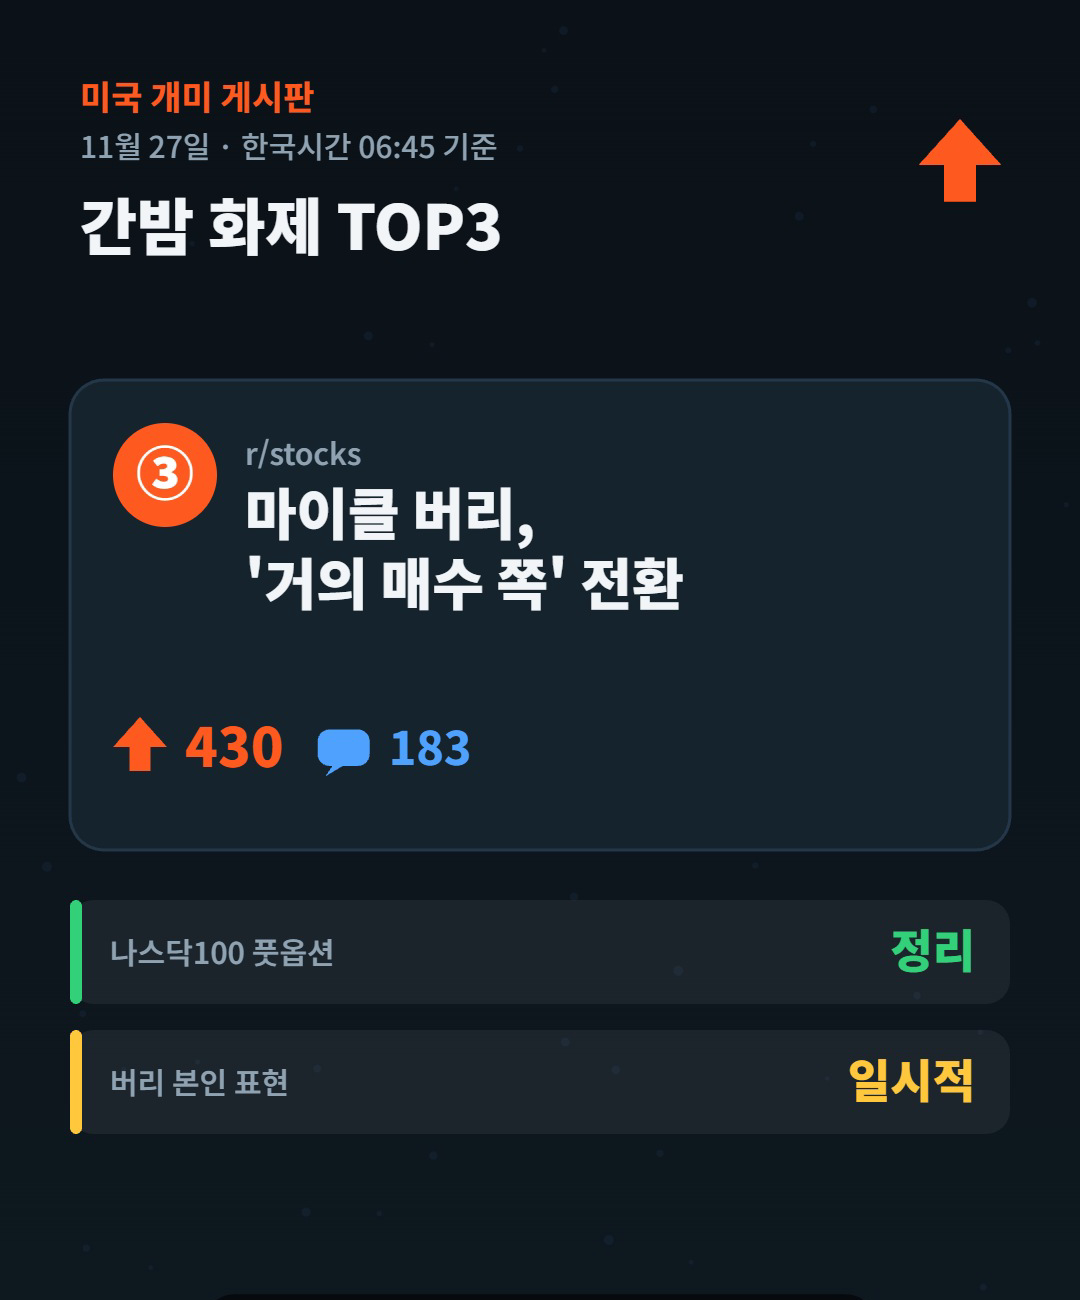 미국 개미 게시판
11월 27일 · 한국시간 06:45 기준
간밤 화제 TOP3
③
r/stocks
마이클 버리,
'거의 매수 쪽' 전환
430 183
나스닥100 풋옵션 정리
버리 본인 표현 일시적